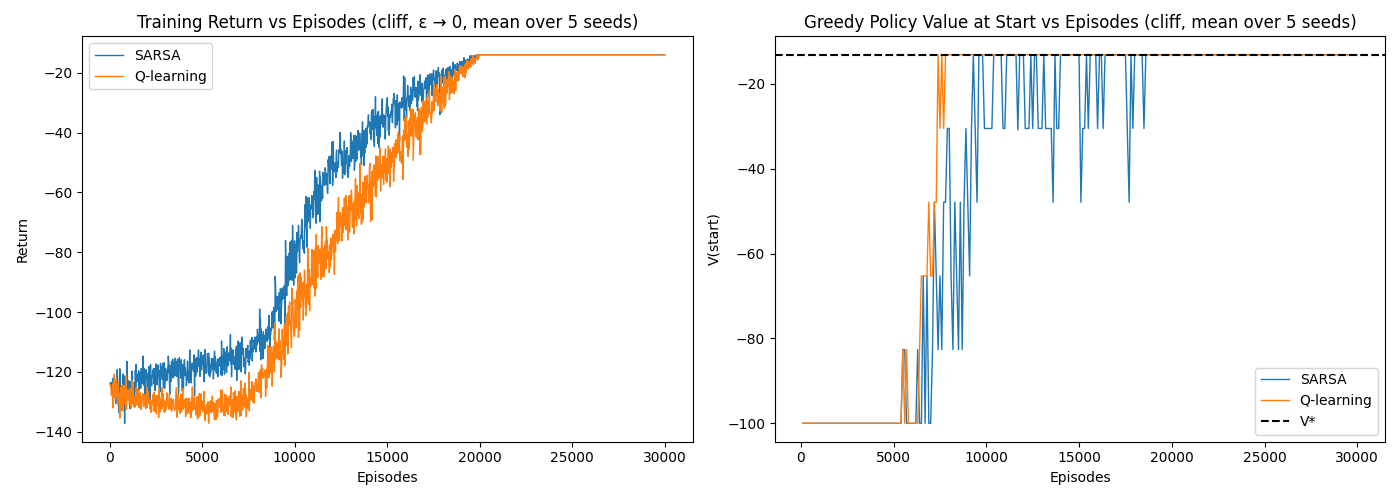 Training Return vs Episodes (cliff, ε → 0, mean over 5 seeds)
SARSA
Q-learning
Return
−20
−40
−60
−80
−100
−120
−140
0
5000
10000
15000
20000
25000
30000
Episodes
Greedy Policy Value at Start vs Episodes (cliff, mean over 5 seeds)
V(start)
−20
−40
−60
−80
−100
SARSA
Q-learning
V*
0
5000
10000
15000
20000
25000
30000
Episodes